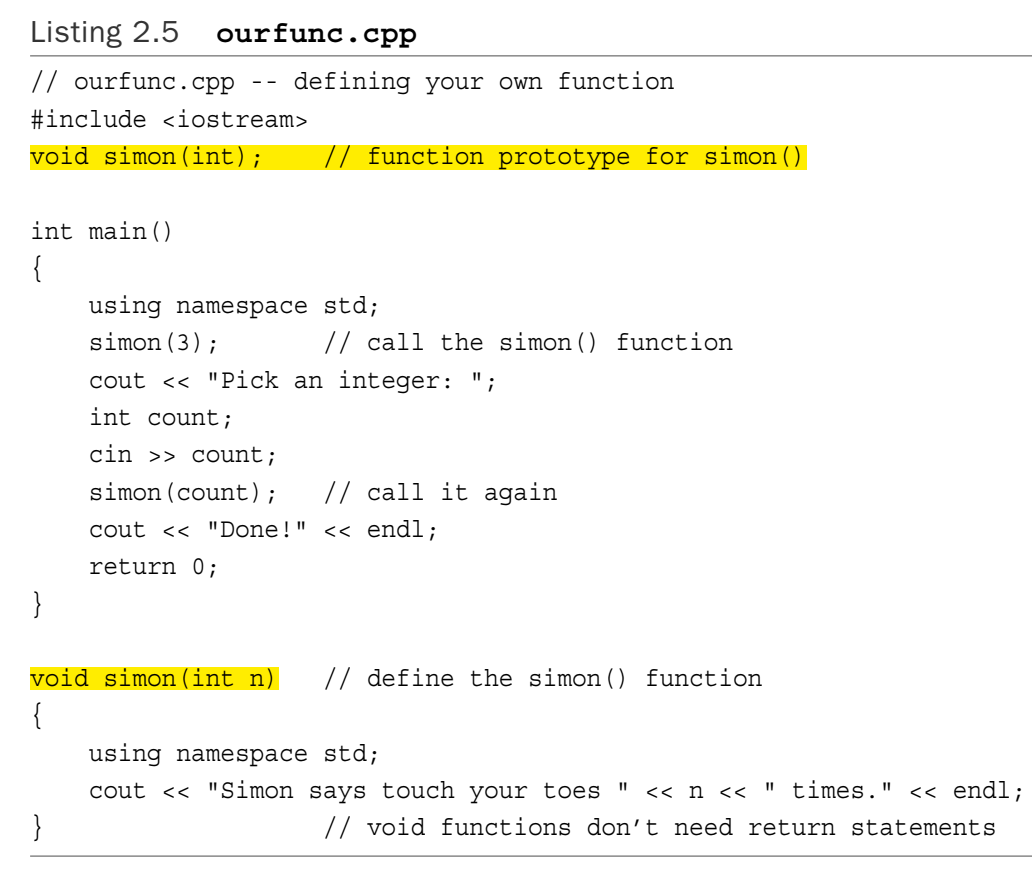 Listing 2.5 ourfunc.cpp
// ourfunc.cpp -- defining your own function
#include <iostream>
void simon(int);    // function prototype for simon()
int main()
{
    using namespace std;
    simon(3);       // call the simon() function
    cout << "Pick an integer: ";
    int count;
    cin >> count;
    simon(count);   // call it again
    cout << "Done!" << endl;
    return 0;
}
void simon(int n)   // define the simon() function
{
    using namespace std;
    cout << "Simon says touch your toes " << n << " times." << endl;
}                   // void functions don’t need return statements